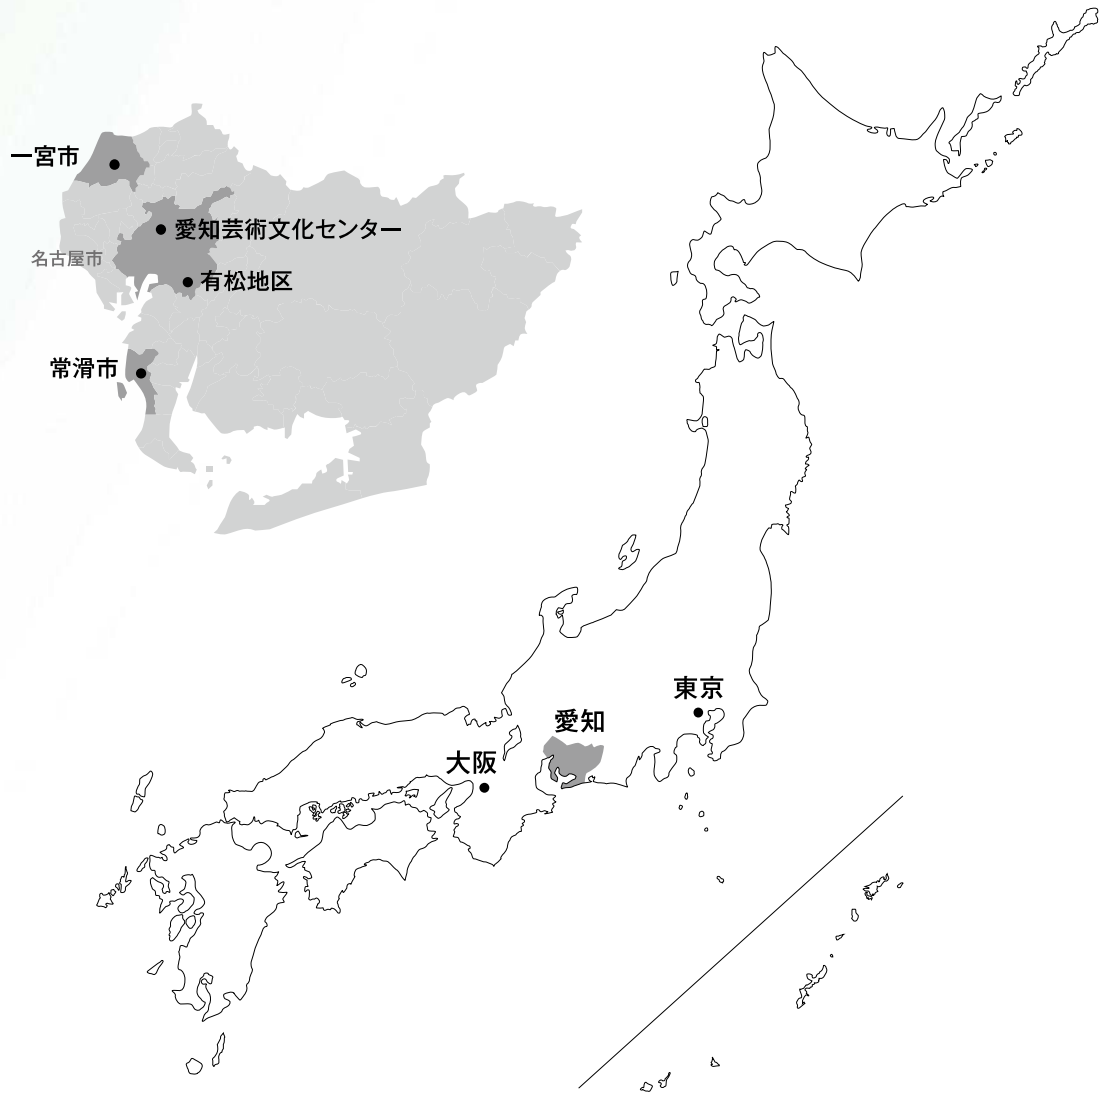 一宮市
愛知芸術文化センター
名古屋市
有松地区
常滑市
東京
愛知
大阪